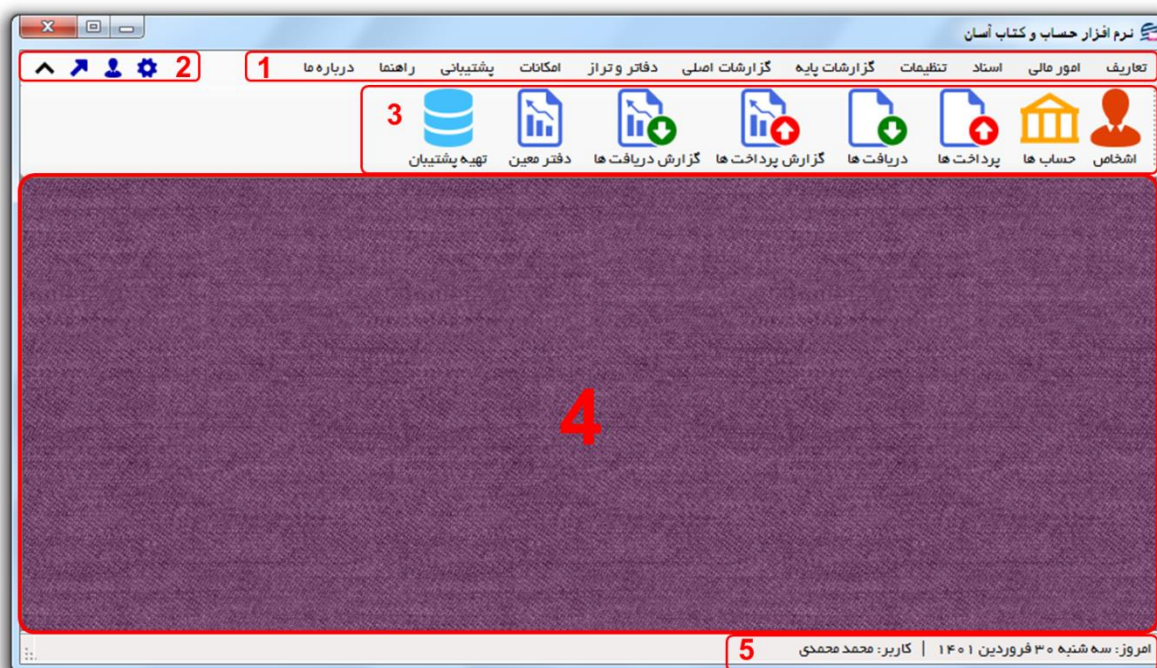 نرم افزار حساب و کتاب آسان
تعاریف امور مالی اسناد تنظیمات گزارشات پایه گزارشات اصلی دفاتر و تراز امکانات پشتیبانی راهنما درباره ما 1 2
3
اشخاص حساب ها پرداخت ها دریافت ها گزارش پرداخت ها گزارش دریافت ها دفتر معین تهیه پشتیبان
4
امروز: سه شنبه ۳۰ فروردین ۱۴۰۱ | کاربر: محمد محمدی 5